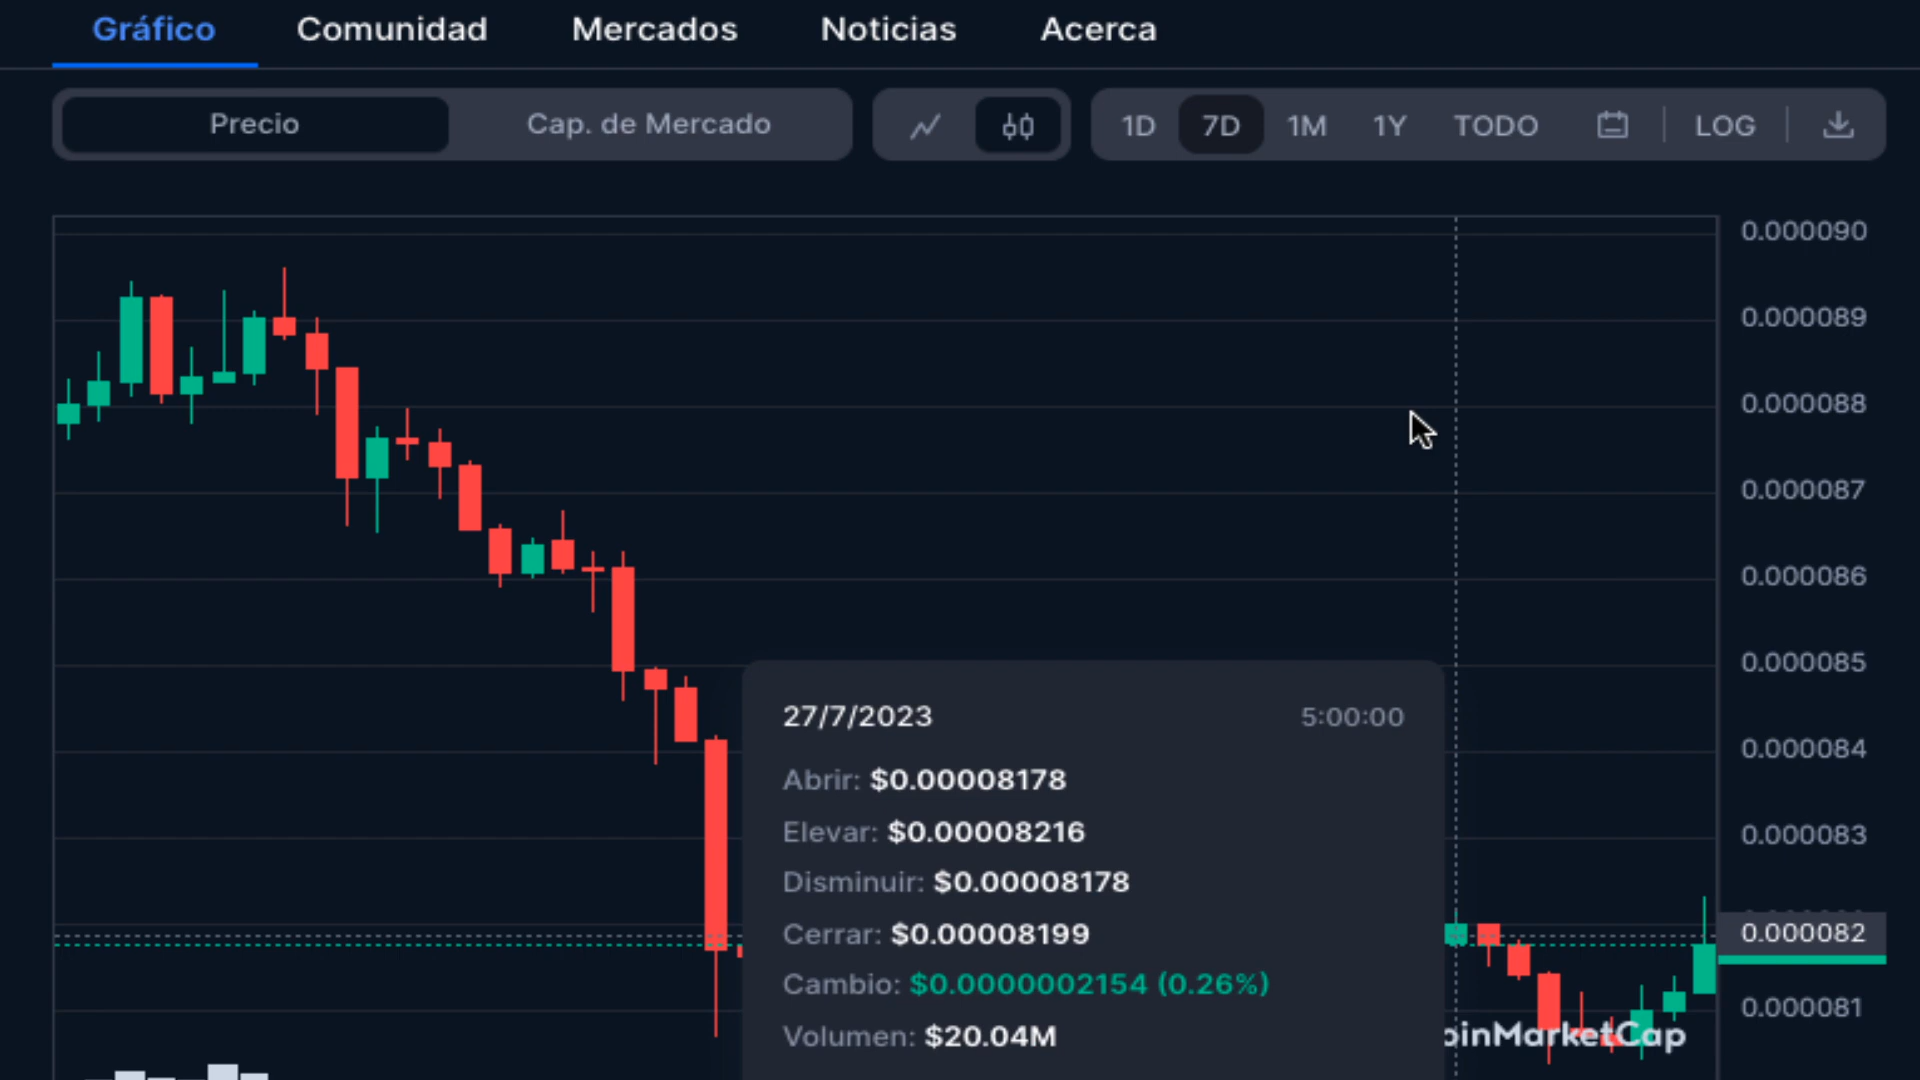 Gráfico Comunidad Mercados Noticias Acerca
Precio Cap. de Mercado 1D 7D 1M 1Y TODO LOG
0.000090
0.000089
0.000088
0.000087
0.000086
0.000085
0.000084
0.000083
0.000082
0.000081
27/7/2023 5:00:00
Abrir: $0.00008178
Elevar: $0.00008216
Disminuir: $0.00008178
Cerrar: $0.00008199
Cambio: $0.0000002154 (0.26%)
Volumen: $20.04M
oinMarketCap